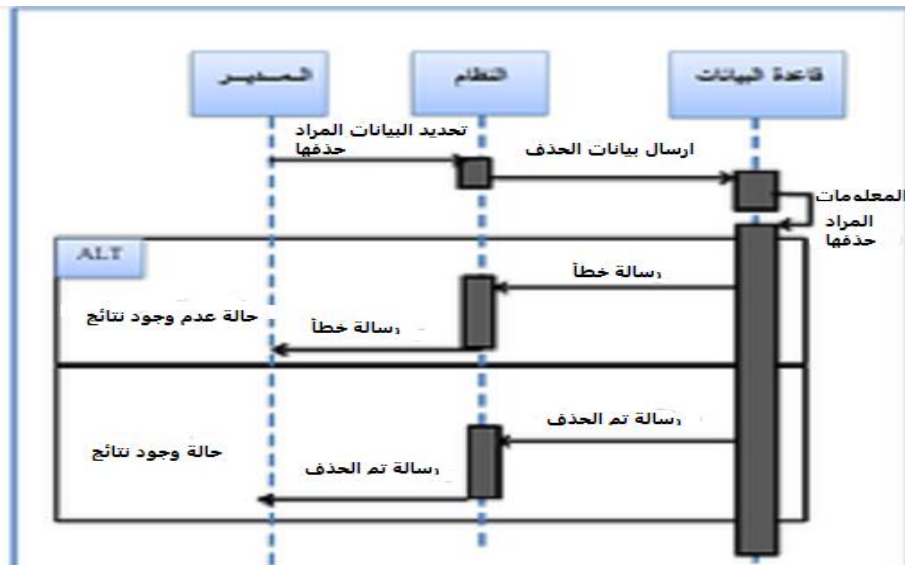 المـديـر
النظام
قاعدة البيانات
تحديد البيانات المراد
حذفها
ارسال بيانات الحذف
المعلومات
المراد
حذفها
ALT
رسالة خطأ
حالة عدم وجود نتائج
رسالة خطأ
رسالة تم الحذف
حالة وجود نتائج
رسالة تم الحذف